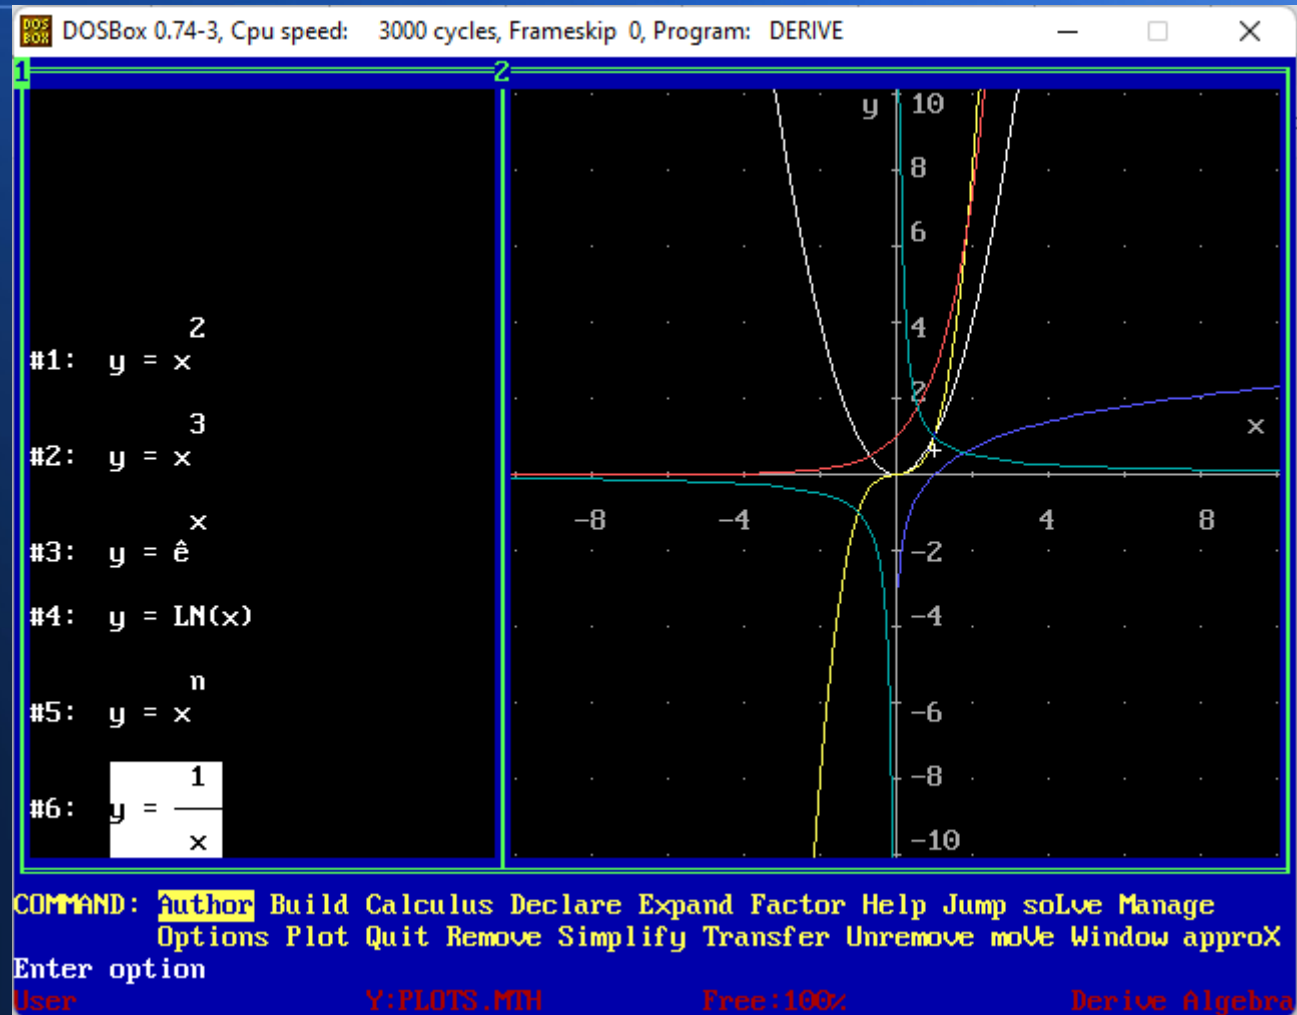 DOSBox 0.74-3, Cpu speed: 3000 cycles, Frameskip 0, Program: DERIVE
1
2
2
#1: y = x
3
#2: y = x
x
#3: y = ê
#4: y = LN(x)
n
#5: y = x
1
#6: y = 
x
y
10
8
6
4
2
x
-8
-4
4
8
-2
-4
-6
-8
-10
COMMAND: Author Build Calculus Declare Expand Factor Help Jump soLve Manage
Options Plot Quit Remove Simplify Transfer Unremove moVe Window approX
Enter option
User Y:PLOTS.MTH Free:100% Derive Algebra